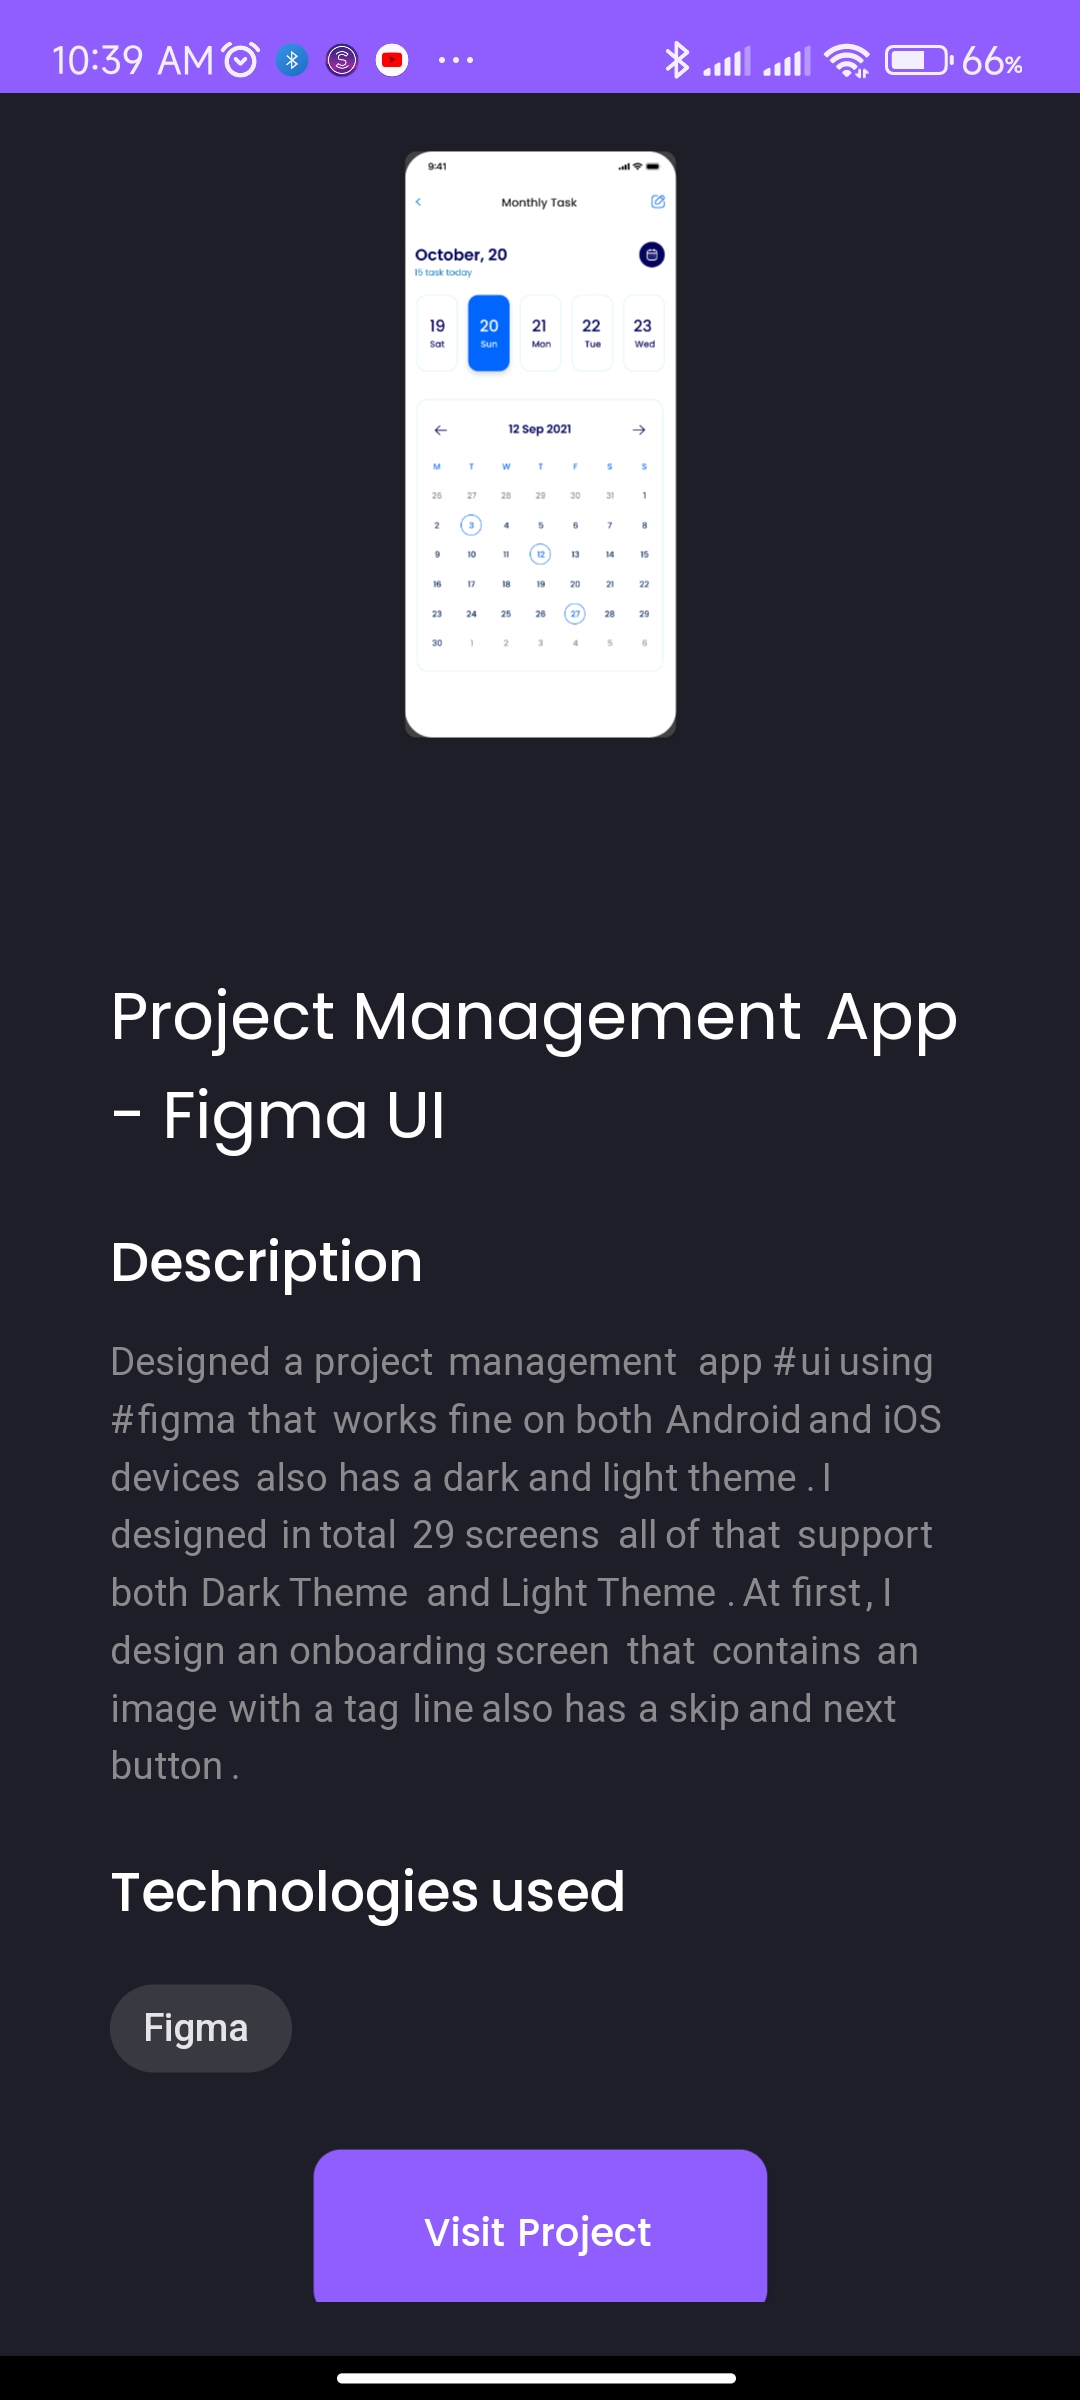 10:39 AM ... 66%
9:41
Monthly Task
October, 20
15 task today
19 20 21 22 23
Sat Sun Mon Tue Wed
12 Sep 2021
M T W T F S S
26 27 28 29 30 31 1
2 3 4 5 6 7 8
9 10 11 12 13 14 15
16 17 18 19 20 21 22
23 24 25 26 27 28 29
30 1 2 3 4 5 6
Project Management App
- Figma UI
Description
Designed a project management app #ui using
#figma that works fine on both Android and iOS
devices also has a dark and light theme . I
designed in total 29 screens all of that support
both Dark Theme and Light Theme . At first, I
design an onboarding screen that contains an
image with a tag line also has a skip and next
button .
Technologies used
Figma
Visit Project